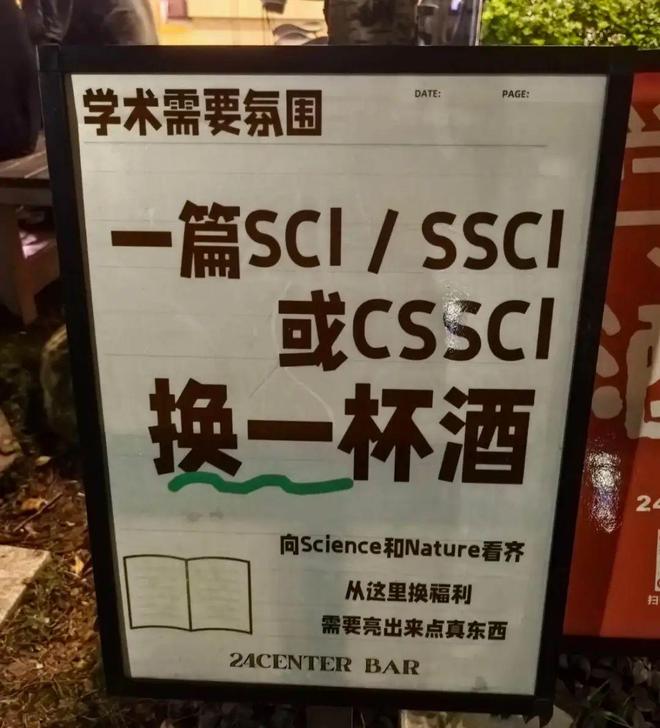 学术需要氛围
DATE: PAGE:
一篇SCI / SSCI
或CSSCI
换一杯酒
向Science和Nature看齐
从这里换福利
需要亮出来点真东西
24CENTER BAR
24
扫